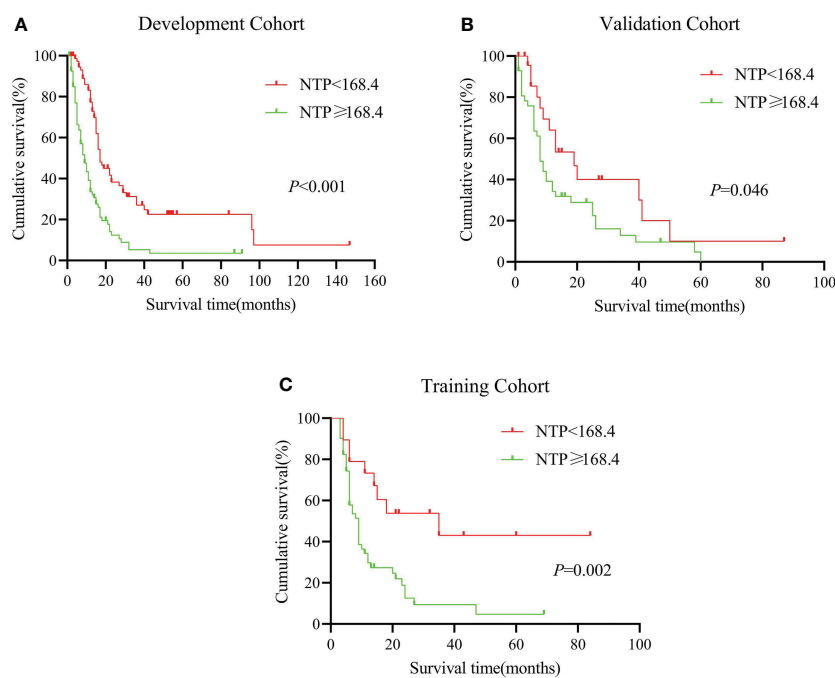 A
Development Cohort
Cumulative survival(%)
100
80
60
40
20
0
NTP<168.4
NTP≥168.4
P<0.001
0 20 40 60 80 100 120 140 160
Survival time(months)
B
Validation Cohort
Cumulative survival(%)
100
80
60
40
20
0
NTP<168.4
NTP≥168.4
P=0.046
0 20 40 60 80 100
Survival time(months)
C
Training Cohort
Cumulative survival(%)
100
80
60
40
20
0
NTP<168.4
NTP≥168.4
P=0.002
0 20 40 60 80 100
Survival time(months)